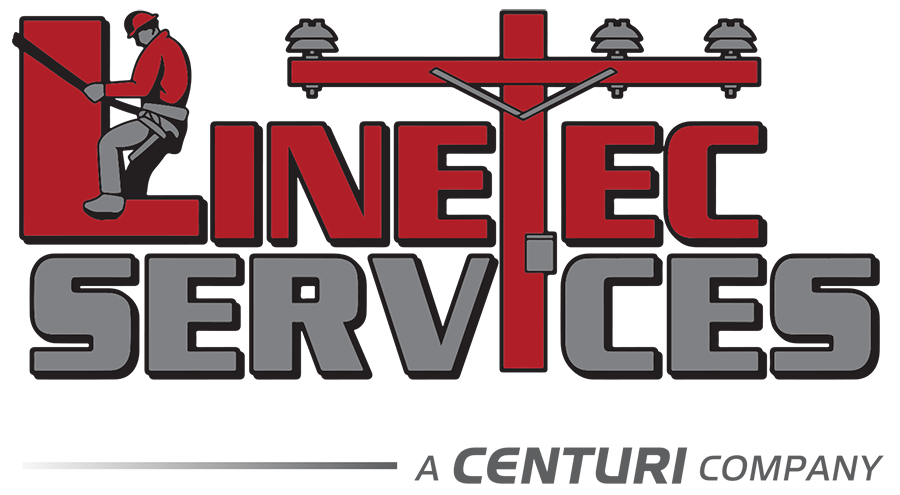 LINETEC
SERVICES
A CENTURI COMPANY